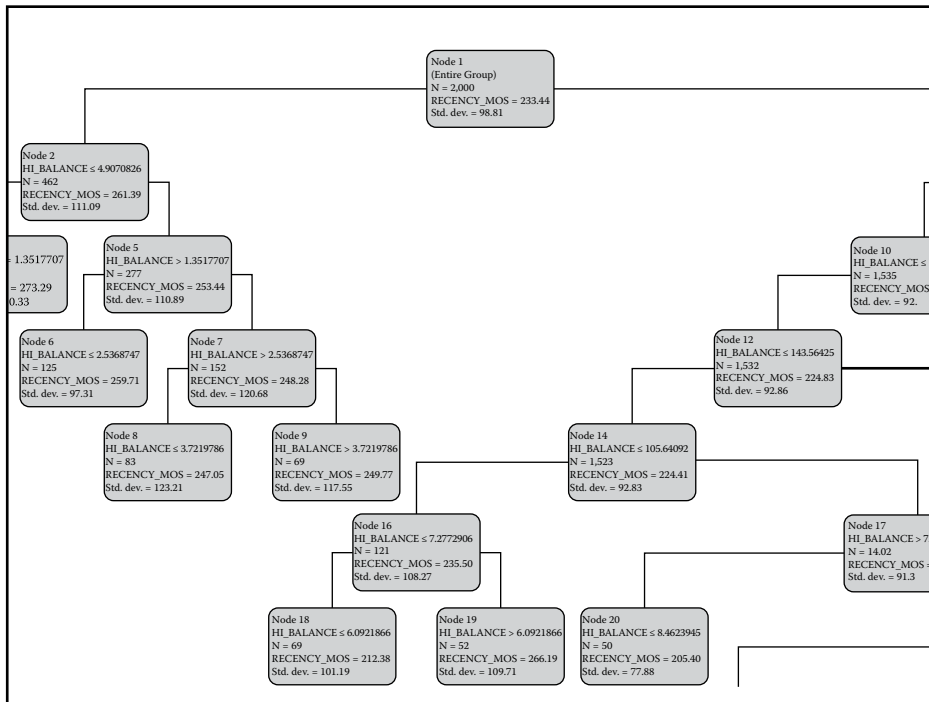 Node 1
(Entire Group)
N = 2,000
RECENCY_MOS = 233.44
Std. dev. = 98.81
Node 2
HI_BALANCE ≤ 4.9070826
N = 462
RECENCY_MOS = 261.39
Std. dev. = 111.09
1.3517707
= 273.29
0.33
Node 5
HI_BALANCE > 1.3517707
N = 277
RECENCY_MOS = 253.44
Std. dev. = 110.89
Node 10
HI_BALANCE ≤
N = 1,535
RECENCY_MOS
Std. dev. = 92.
Node 6
HI_BALANCE ≤ 2.5368747
N = 125
RECENCY_MOS = 259.71
Std. dev. = 97.31
Node 7
HI_BALANCE > 2.5368747
N = 152
RECENCY_MOS = 248.28
Std. dev. = 120.68
Node 12
HI_BALANCE ≤ 143.56425
N = 1,532
RECENCY_MOS = 224.83
Std. dev. = 92.86
Node 8
HI_BALANCE ≤ 3.7219786
N = 83
RECENCY_MOS = 247.05
Std. dev. = 123.21
Node 9
HI_BALANCE > 3.7219786
N = 69
RECENCY_MOS = 249.77
Std. dev. = 117.55
Node 14
HI_BALANCE ≤ 105.64092
N = 1,523
RECENCY_MOS = 224.41
Std. dev. = 92.83
Node 16
HI_BALANCE ≤ 7.2772906
N = 121
RECENCY_MOS = 235.50
Std. dev. = 108.27
Node 17
HI_BALANCE > 7
N = 14.02
RECENCY_MOS =
Std. dev. = 91.3
Node 18
HI_BALANCE ≤ 6.0921866
N = 69
RECENCY_MOS = 212.38
Std. dev. = 101.19
Node 19
HI_BALANCE > 6.0921866
N = 52
RECENCY_MOS = 266.19
Std. dev. = 109.71
Node 20
HI_BALANCE ≤ 8.4623945
N = 50
RECENCY_MOS = 205.40
Std. dev. = 77.88